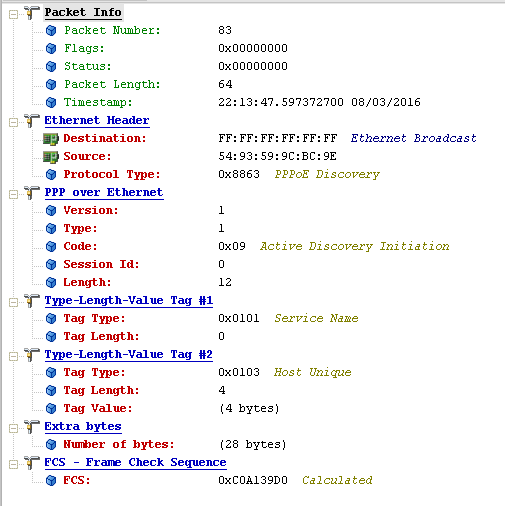 Packet Info
Packet Number: 83
Flags: 0x00000000
Status: 0x00000000
Packet Length: 64
Timestamp: 22:13:47.597372700 08/03/2016
Ethernet Header
Destination: FF:FF:FF:FF:FF:FF Ethernet Broadcast
Source: 54:93:59:9C:BC:9E
Protocol Type: 0x8863 PPPoE Discovery
PPP over Ethernet
Version: 1
Type: 1
Code: 0x09 Active Discovery Initiation
Session Id: 0
Length: 12
Type-Length-Value Tag #1
Tag Type: 0x0101 Service Name
Tag Length: 0
Type-Length-Value Tag #2
Tag Type: 0x0103 Host Unique
Tag Length: 4
Tag Value: (4 bytes)
Extra bytes
Number of bytes: (28 bytes)
FCS - Frame Check Sequence
FCS: 0xC0A139D0 Calculated